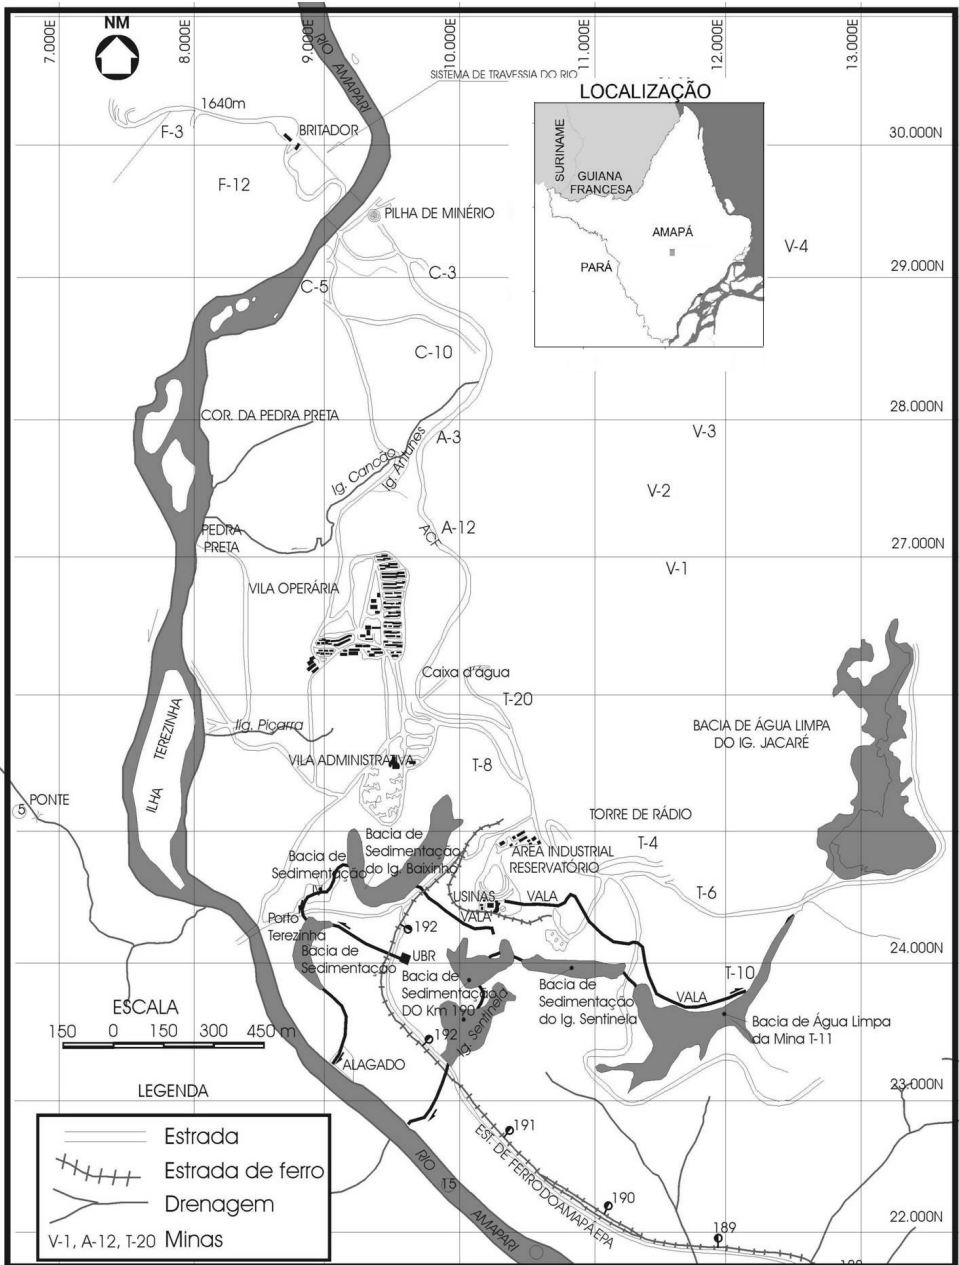 NM
7.000E
8.000E
9.000E
10.000E
11.000E
12.000E
13.000E
RIO AMAPARI
SISTEMA DE TRAVESSIA DO RIO
LOCALIZAÇÃO
SURINAME
GUIANA
FRANCESA
AMAPÁ
PARÁ
1640m
F-3
BRITADOR
30.000N
F-12
PILHA DE MINÉRIO
V-4
C-3
29.000N
C-5
C-10
28.000N
COR. DA PEDRA PRETA
A-3
V-3
Ig. Cancão
Ig. Antunes
V-2
PEDRA
PRETA
ACF
A-12
27.000N
V-1
VILA OPERÁRIA
Caixa d'água
T-20
ILHA TEREZINHA
Iig. Piçarra
BACIA DE ÁGUA LIMPA
DO IG. JACARÉ
VILA ADMINISTRATIVA
T-8
5
PONTE
TORRE DE RÁDIO
Bacia de
Sedimentação
do Ig. Baixinho
T-4
Bacia de
Sedimentação
ÁREA INDUSTRIAL
RESERVATÓRIO
T-6
USINAS
VALA
VALA
Porto
Terezinha
192
24.000N
Bacia de
Sedimentação
UBR
Bacia de
Sedimentação
DO Km 190
Ig. Sentinela
Bacia de
Sedimentação
do Ig. Sentinela
T-10
VALA
Bacia de Água Limpa
da Mina T-11
ESCALA
150 0 150 300 450 m
192
ALAGADO
23.000N
LEGENDA
191
EST. DE FERRO DO AMAPÁ EPA
Estrada
Estrada de ferro
Drenagem
V-1, A-12, T-20 Minas
RIO
15
AMAPARI
190
189
22.000N